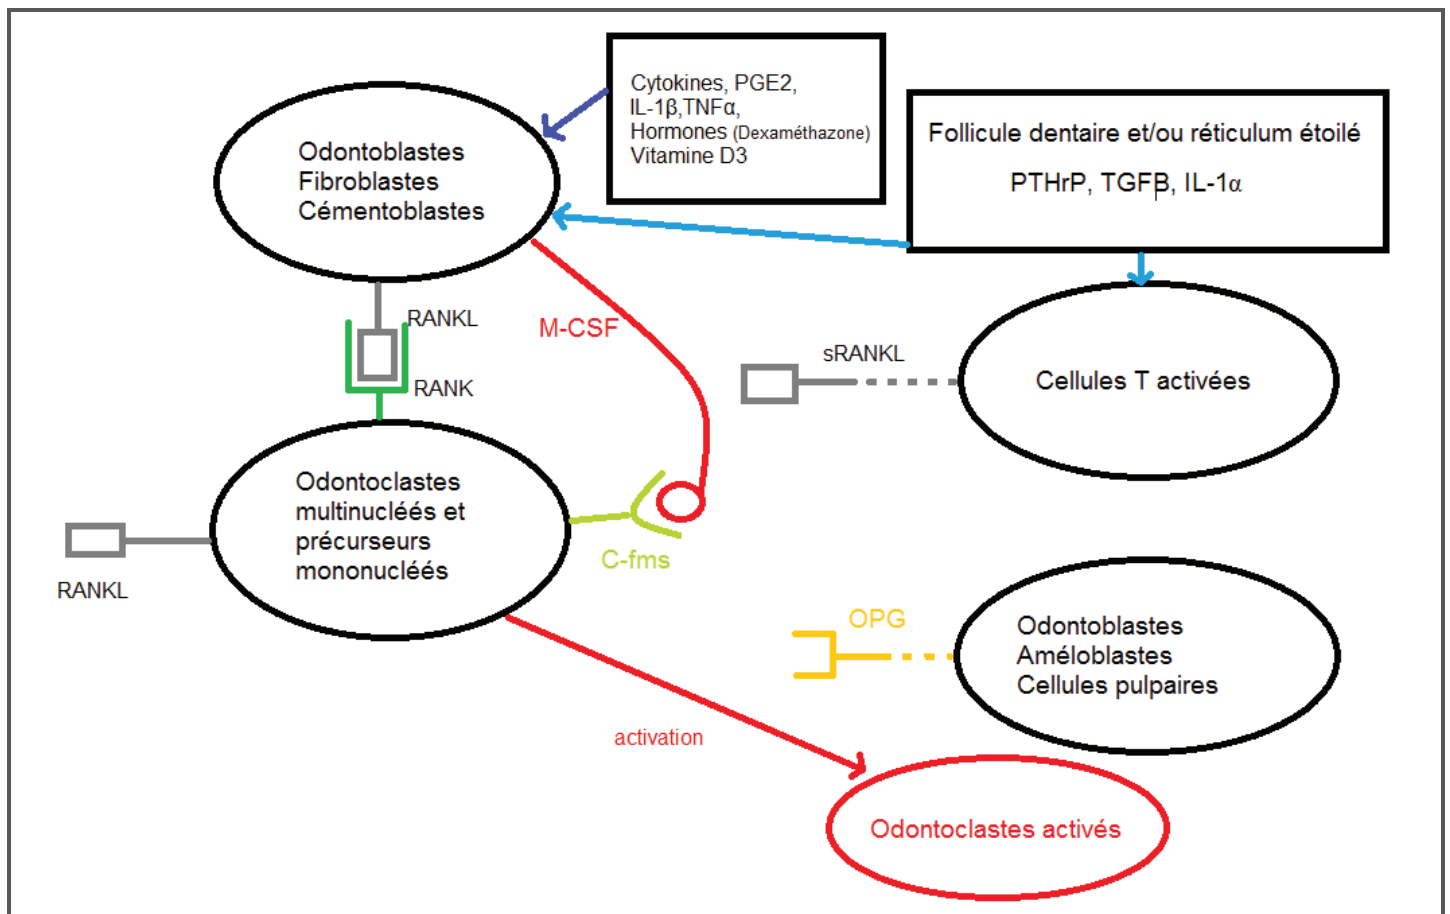 Cytokines, PGE2,
IL-1β,TNFα,
Hormones (Dexaméthazone)
Vitamine D3
Follicule dentaire et/ou réticulum étoilé
PTHrP, TGFβ, IL-1α
Odontoblastes
Fibroblastes
Cémentoblastes
RANKL
RANK
M-CSF
sRANKL
Cellules T activées
Odontoclastes
multinucléés et
précurseurs
mononucléés
RANKL
C-fms
OPG
Odontoblastes
Améloblastes
Cellules pulpaires
activation
Odontoclastes activés